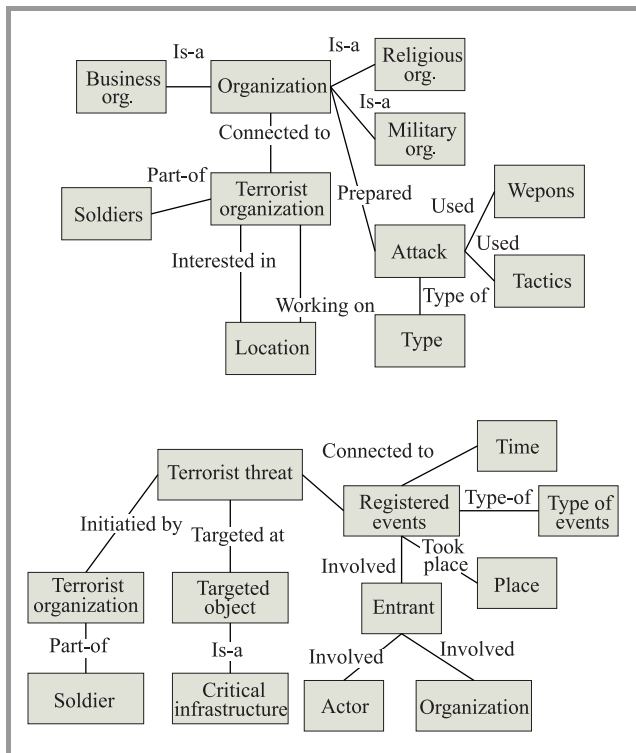 Is-a
Is-a
Religious
org.
Business
org.
Organization
Is-a
Military
org.
Connected to
Part-of
Terrorist
organization
Prepared
Soldiers
Used
Wepons
Attack
Used
Interested in
Tactics
Type of
Working on
Location
Type
Connected to
Time
Terrorist threat
Registered
events
Type-of
Type of
events
Initiatied by
Targeted at
Took
place
Involved
Terrorist
organization
Targeted
object
Place
Entrant
Part-of
Is-a
Involved
Involved
Soldier
Critical
infrastructure
Actor
Organization